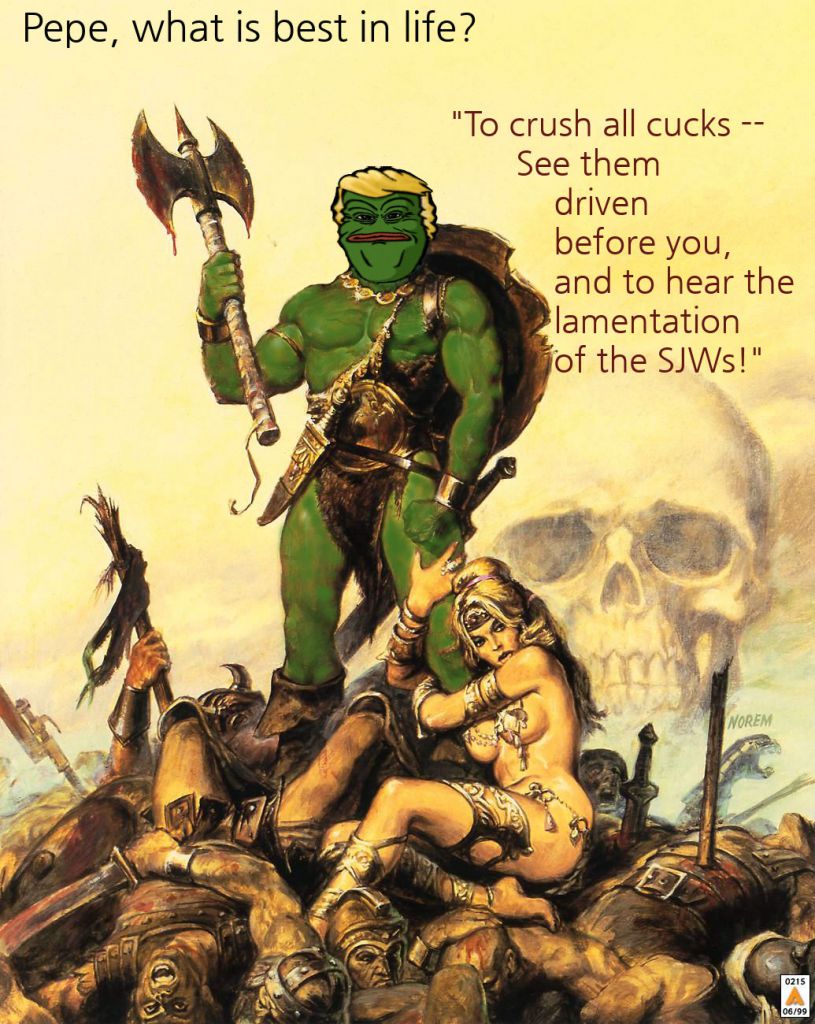 Pepe, what is best in life?
"To crush all cucks --
See them
driven
before you,
and to hear the
lamentation
of the SJWs!"
NOREM
0215
06/99